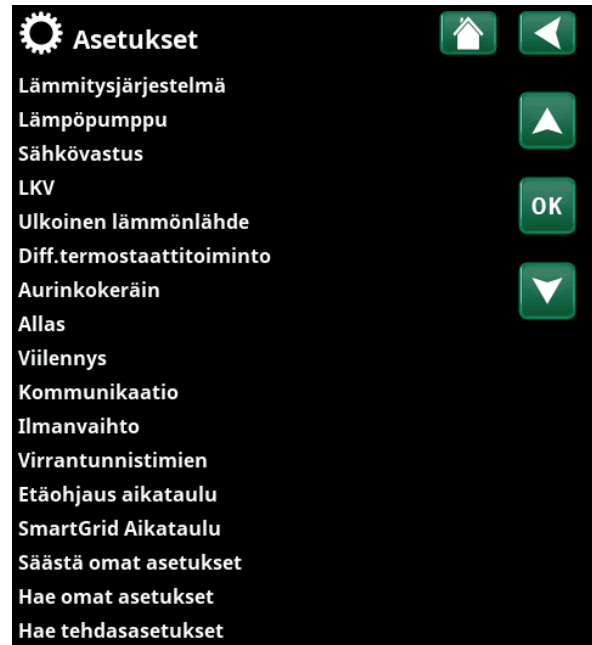 Asetukset
Lämmitysjärjestelmä
Lämpöpumppu
Sähkövastus
LKV
Ulkoinen lämmönlähde
Diff.termostaattitoiminto
Aurinkokeräin
Allas
Viilennys
Kommunikaatio
Ilmanvaihto
Virrantunnistimien
Etäohjaus aikataulu
SmartGrid Aikataulu
Säästä omat asetukset
Hae omat asetukset
Hae tehdasasetukset
OK